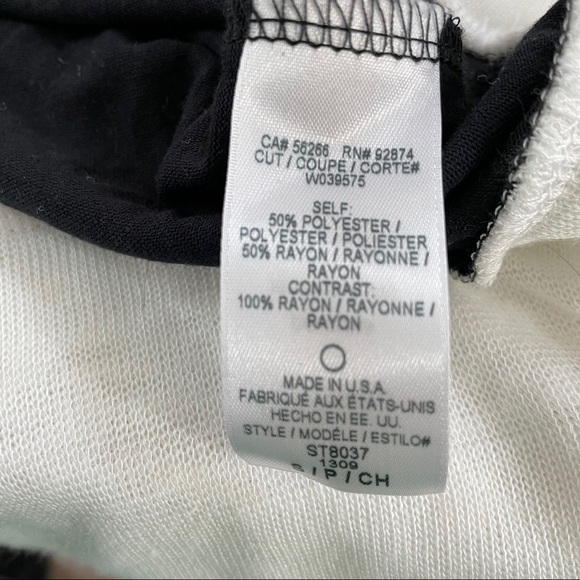 CA# 56266 RN# 92874
CUT / COUPE / CORTE#
W039575
SELF:
50% POLYESTER /
POLYESTER / POLIESTER
50% RAYON / RAYONNE /
RAYON
CONTRAST:
100% RAYON / RAYONNE /
RAYON
MADE IN U.S.A.
FABRIQUÉ AUX ÉTATS-UNIS
HECHO EN EE. UU.
STYLE / MODÉLE / ESTILO#
ST8037
1309
S / P / CH